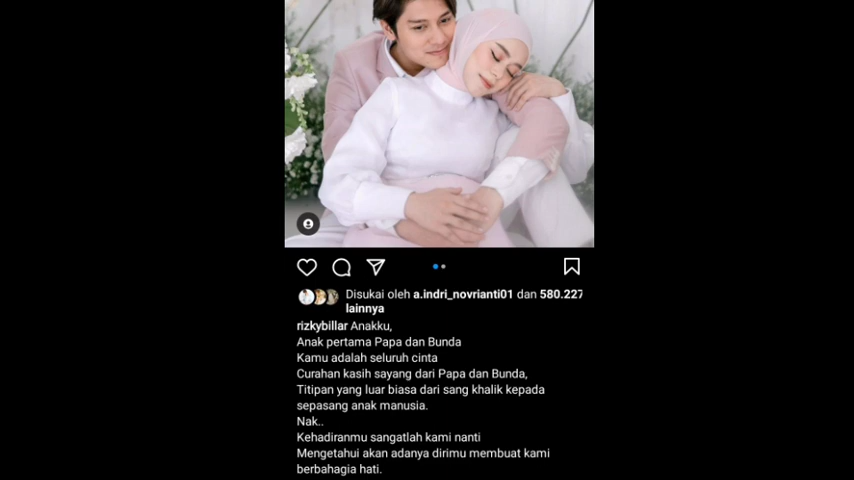 Disukai oleh a.indri_novrianti01 dan 580.227
lainnya
rizkybillar Anakku,
Anak pertama Papa dan Bunda
Kamu adalah seluruh cinta
Curahan kasih sayang dari Papa dan Bunda,
Titipan yang luar biasa dari sang khalik kepada
sepasang anak manusia.
Nak..
Kehadiranmu sangatlah kami nanti
Mengetahui akan adanya dirimu membuat kami
berbahagia hati.